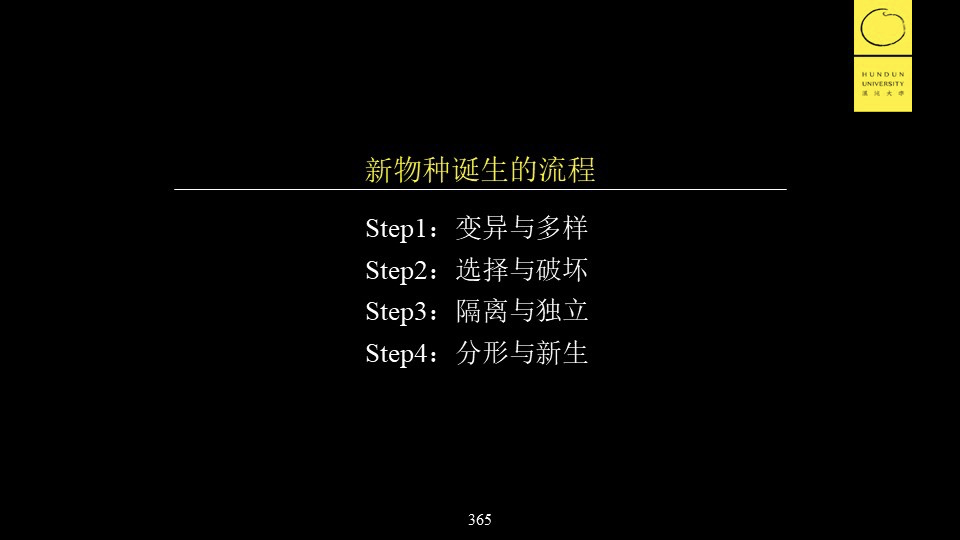 HUNDUN
UNIVERSITY
混沌大学
新物种诞生的流程
Step1：变异与多样
Step2：选择与破坏
Step3：隔离与独立
Step4：分形与新生
365